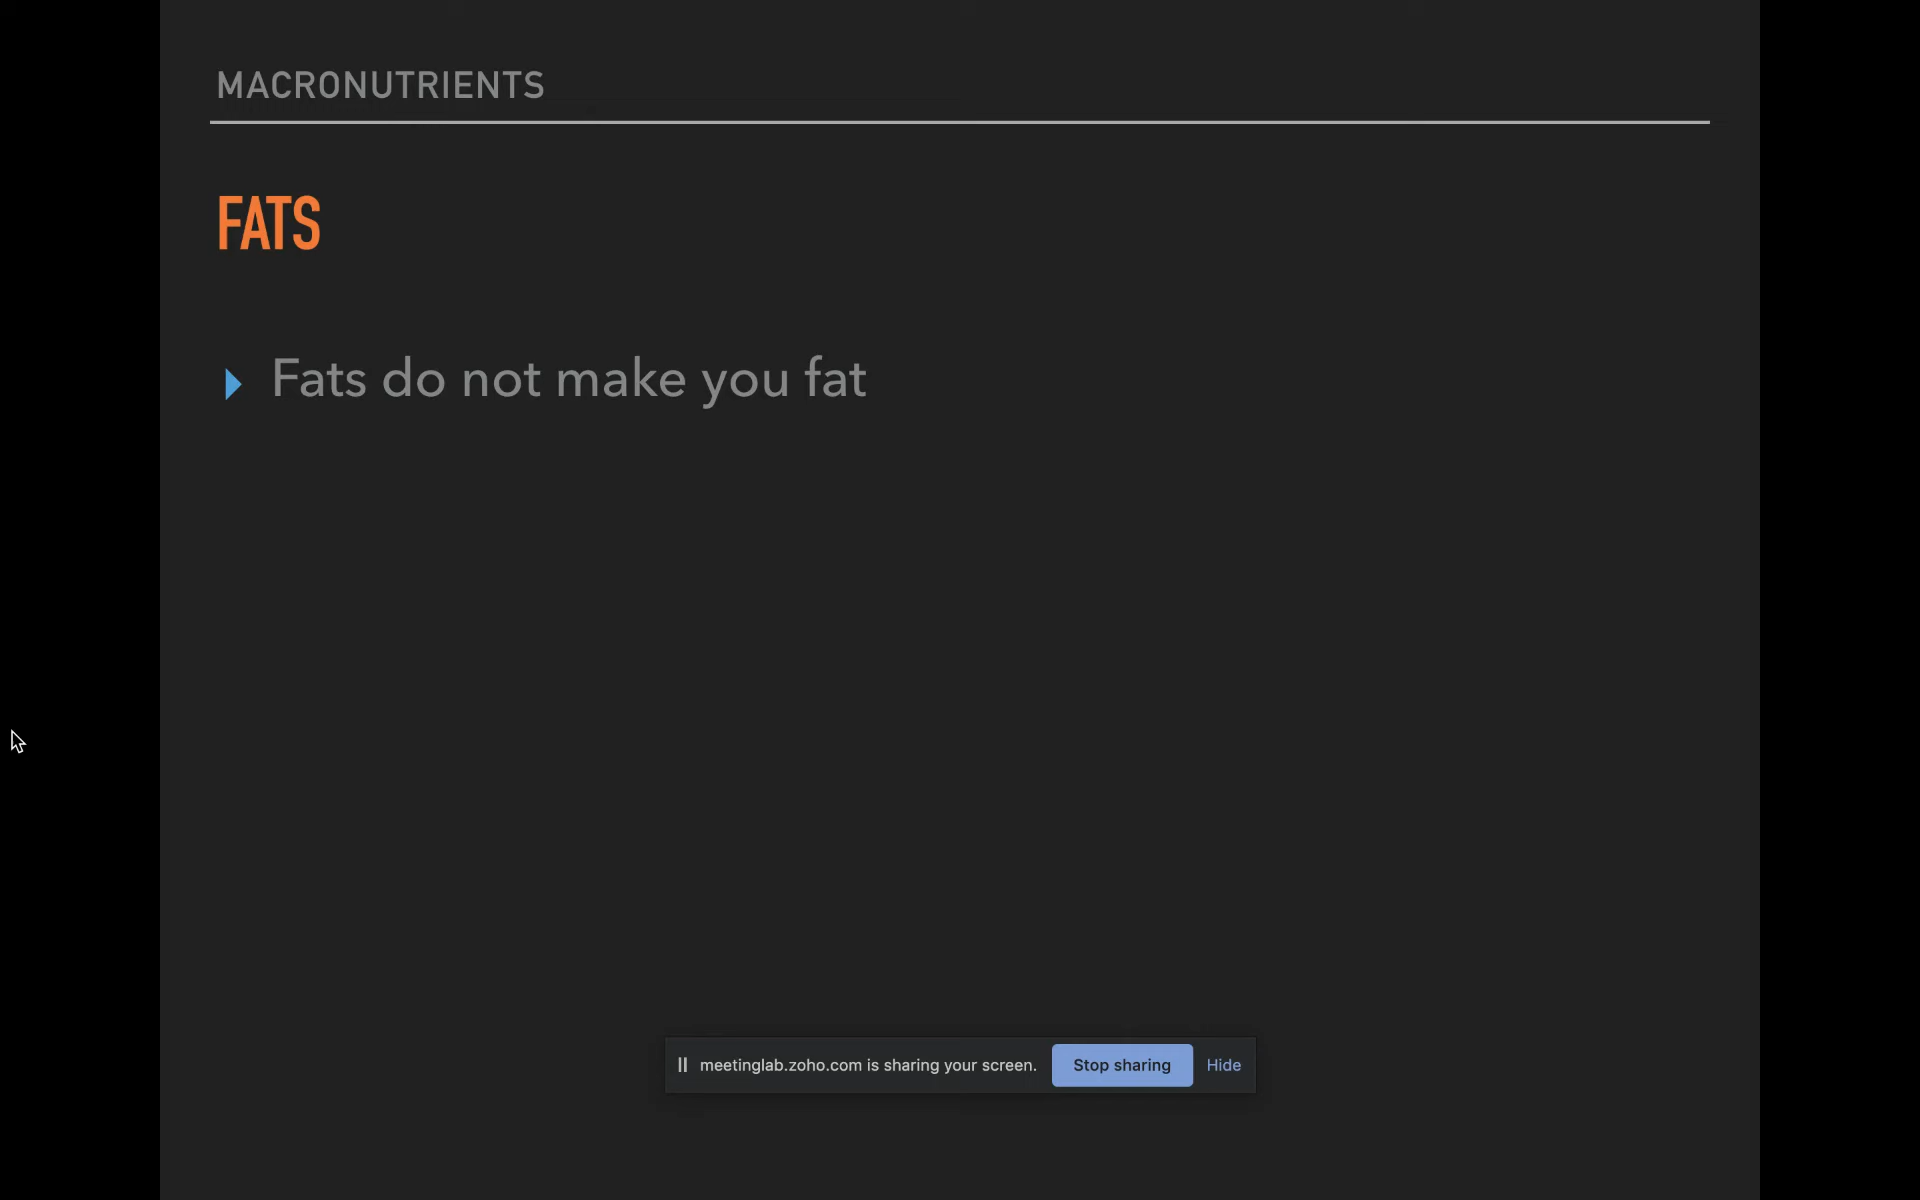 MACRONUTRIENTS
FATS
Fats do not make you fat
meetinglab.zoho.com is sharing your screen. Stop sharing Hide